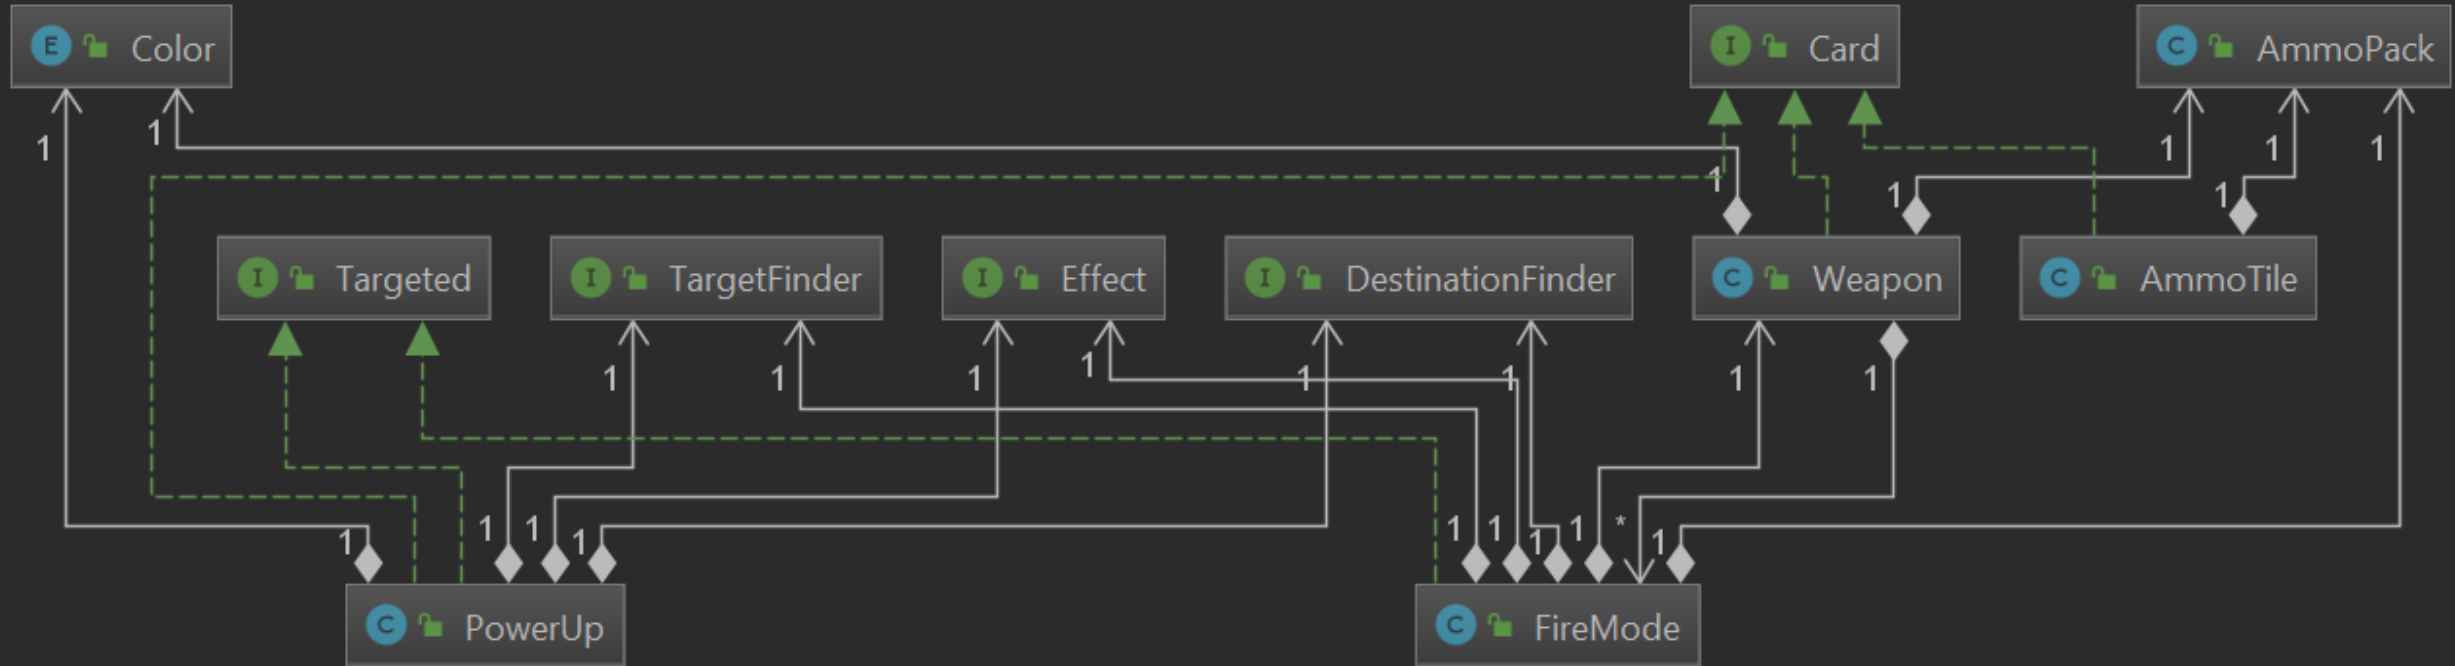 E Color
I Card
C AmmoPack
1 1 1 1 1
1 1 1
I Targeted
I TargetFinder
I Effect
I DestinationFinder
C Weapon
C AmmoTile
1 1 1 1 1 1 1 1
1 1 1 1 1 1 1 1 * 1
C PowerUp
C FireMode